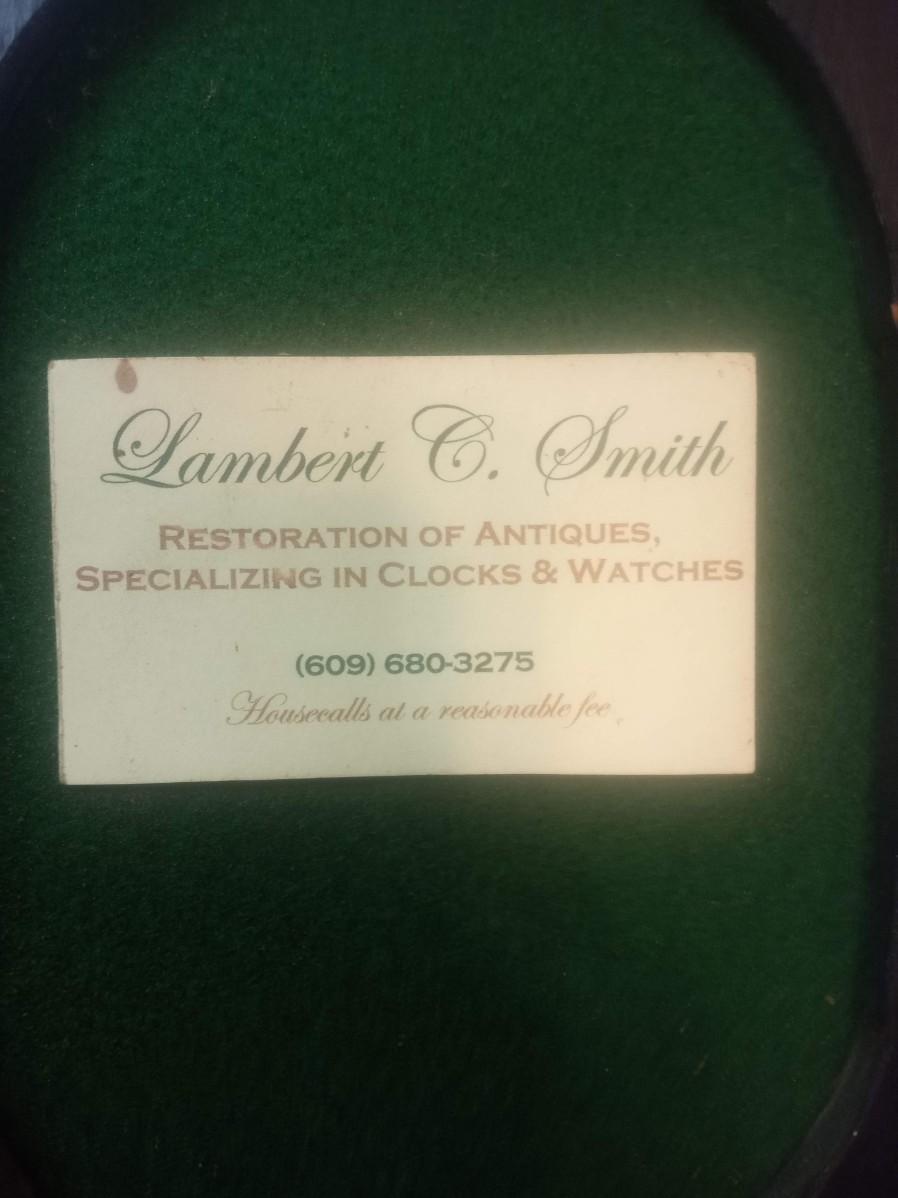 Lambert C. Smith
RESTORATION OF ANTIQUES,
SPECIALIZING IN CLOCKS & WATCHES
(609) 680-3275
Housecalls at a reasonable fee